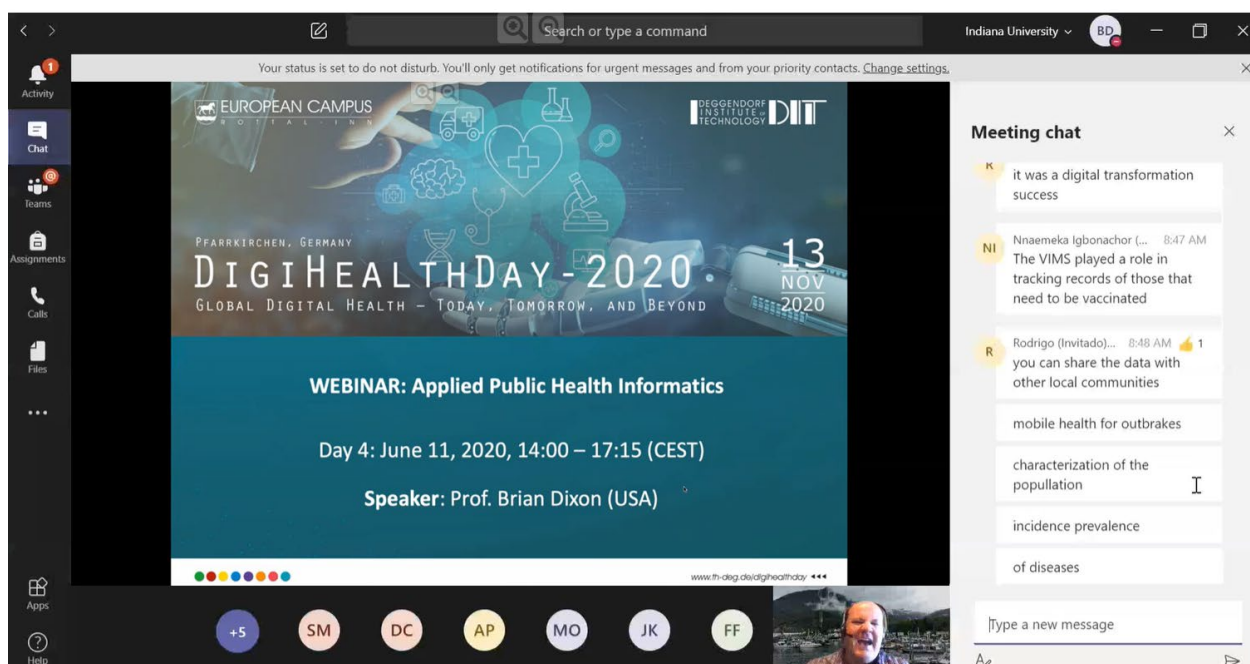 Search or type a command
Indiana University
BD
Your status is set to do not disturb. You'll only get notifications for urgent messages and from your priority contacts. Change settings.
1
Activity
Chat
Teams
Assignments
Calls
Files
Apps
Help
EUROPEAN CAMPUS
ROTTAL-INN
DEGGENDORF
INSTITUTE OF
TECHNOLOGY
DIT
PFARRKIRCHEN, GERMANY
DIGIHEALTHDAY-2020
GLOBAL DIGITAL HEALTH – TODAY, TOMORROW, AND BEYOND
13
NOV
2020
WEBINAR: Applied Public Health Informatics
Day 4: June 11, 2020, 14:00 – 17:15 (CEST)
Speaker: Prof. Brian Dixon (USA)
www.th-deg.de/digihealthday
+5
SM
DC
AP
MO
JK
FF
Meeting chat
R
it was a digital transformation
success
NI
Nnaemeka Igbonachor (... 8:47 AM
The VIMS played a role in
tracking records of those that
need to be vaccinated
R
Rodrigo (Invitado)... 8:48 AM 👍 1
you can share the data with
other local communities
mobile health for outbrakes
characterization of the
popullation
incidence prevalence
of diseases
Type a new message